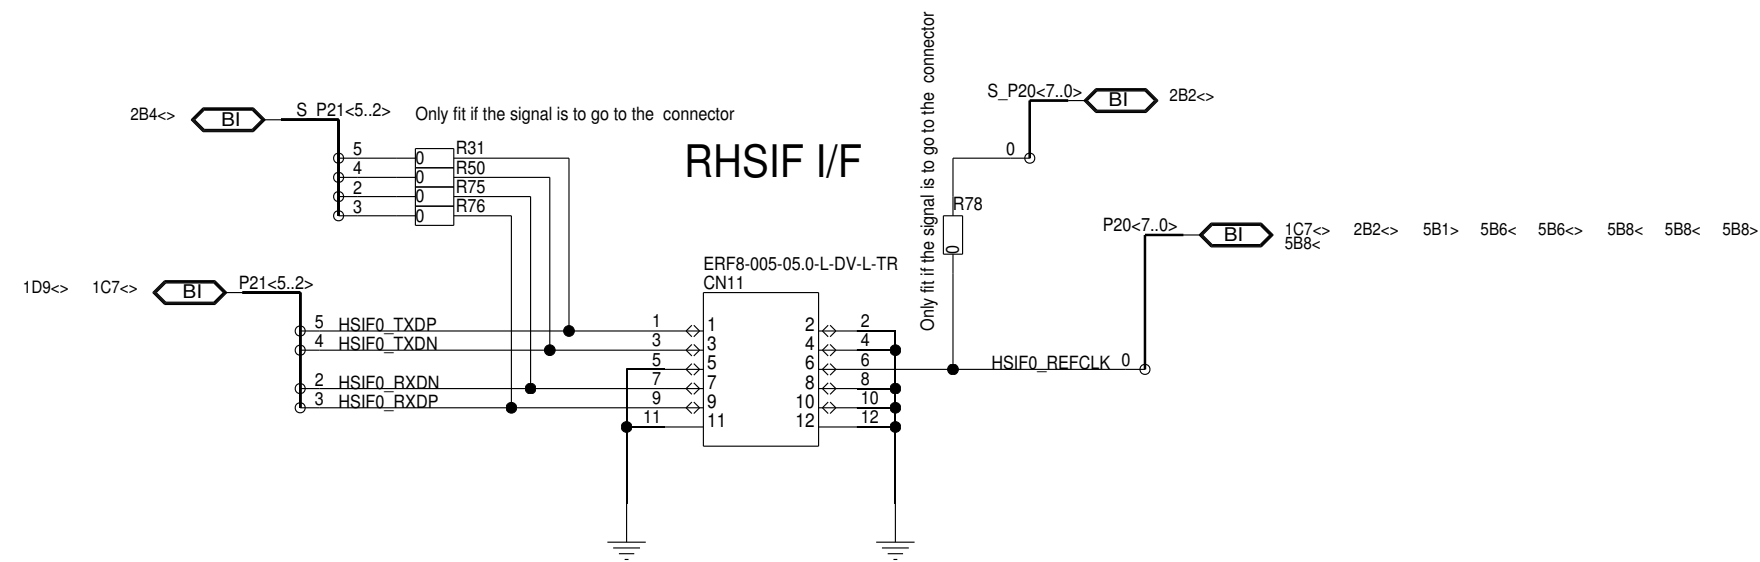 2B4<>
BI
S_P21<5..2>
Only fit if the signal is to go to the connector
5
4
2
3
0
0
0
0
R31
R50
R75
R76
RHSIF I/F
Only fit if the signal is to go to the connector
S_P20<7..0>
BI
2B2<>
0
R78
0
P20<7..0>
BI
1C7<> 2B2<> 5B1> 5B6< 5B6<> 5B8< 5B8< 5B8>
5B8<
1D9<> 1C7<>
BI
P21<5..2>
5 HSIF0_TXDP
4 HSIF0_TXDN
2 HSIF0_RXDN
3 HSIF0_RXDP
ERF8-005-05.0-L-DV-L-TR
CN11
1 1 2 2
3 3 4 4
5 5 6 6
7 7 8 8
9 9 10 10
11 11 12 12
HSIF0_REFCLK 0